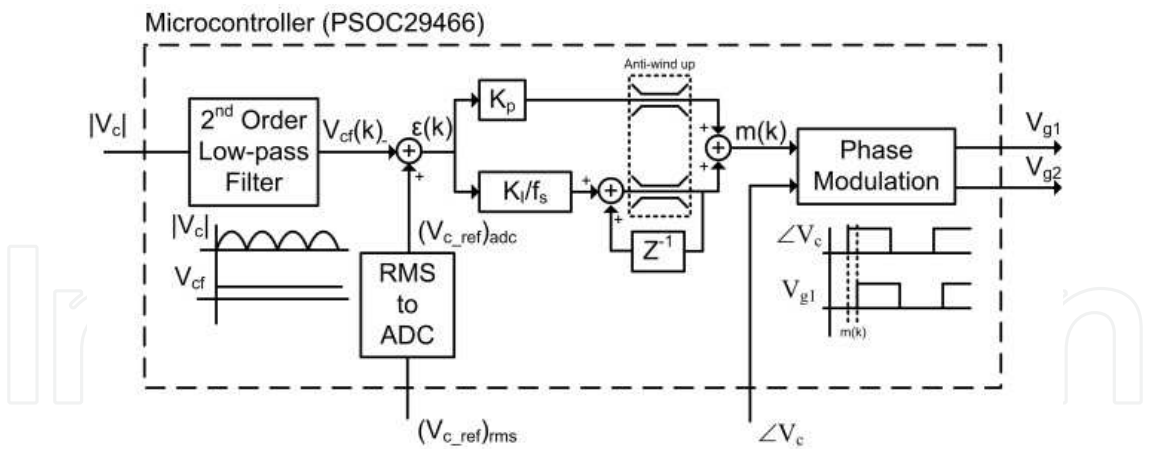 Microcontroller (PSOC29466)
Anti-wind up
|Vc|
2nd Order
Low-pass
Filter
Vcf(k)
-
+
ε(k)
Kp
KI/fs
+
+
Z-1
+
+
m(k)
Phase
Modulation
Vg1
Vg2
|Vc|
Vcf
(Vc_ref)adc
RMS
to
ADC
∠Vc
Vg1
m(k)
(Vc_ref)rms
∠Vc